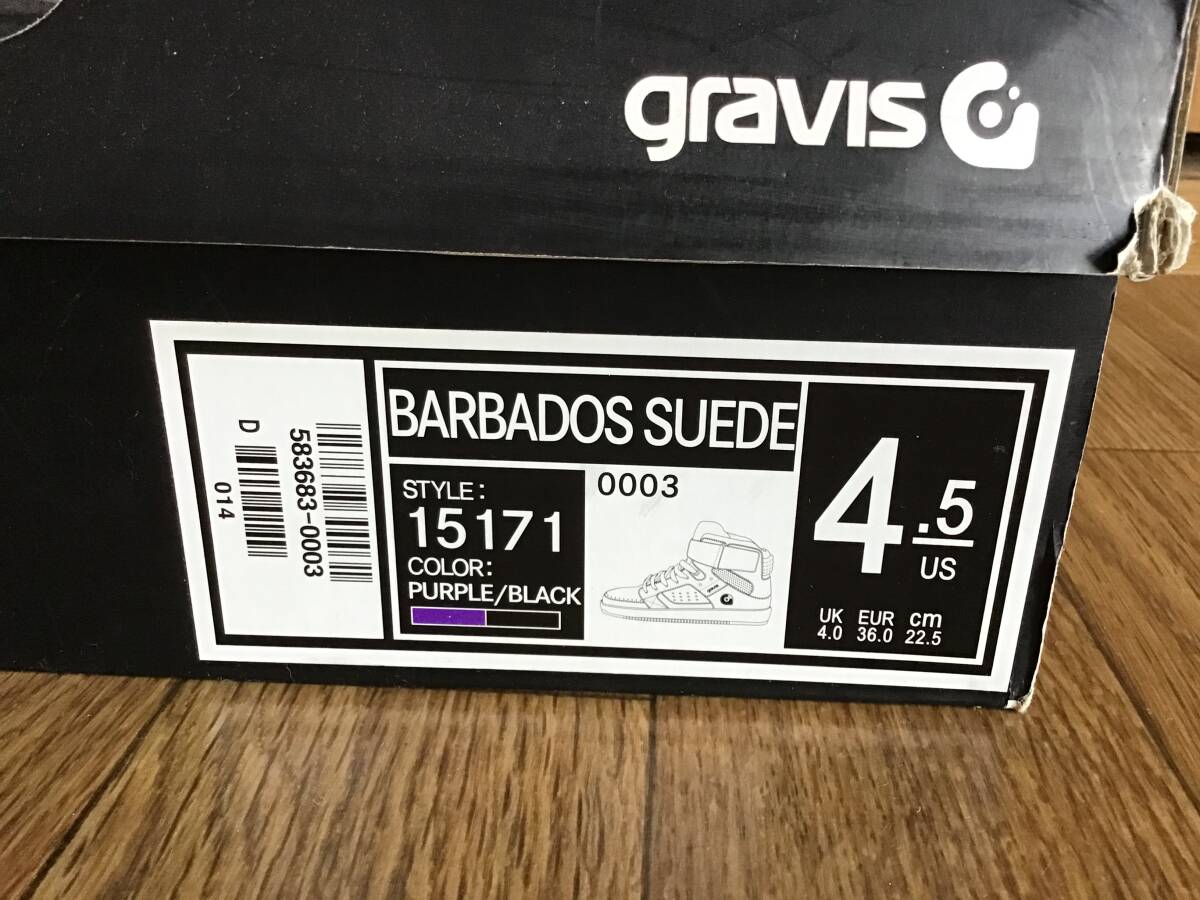 gravis
583683-0003
D
014
BARBADOS SUEDE
STYLE:
15171
COLOR:
PURPLE/BLACK
0003
4.5
US
UK EUR cm
4.0 36.0 22.5